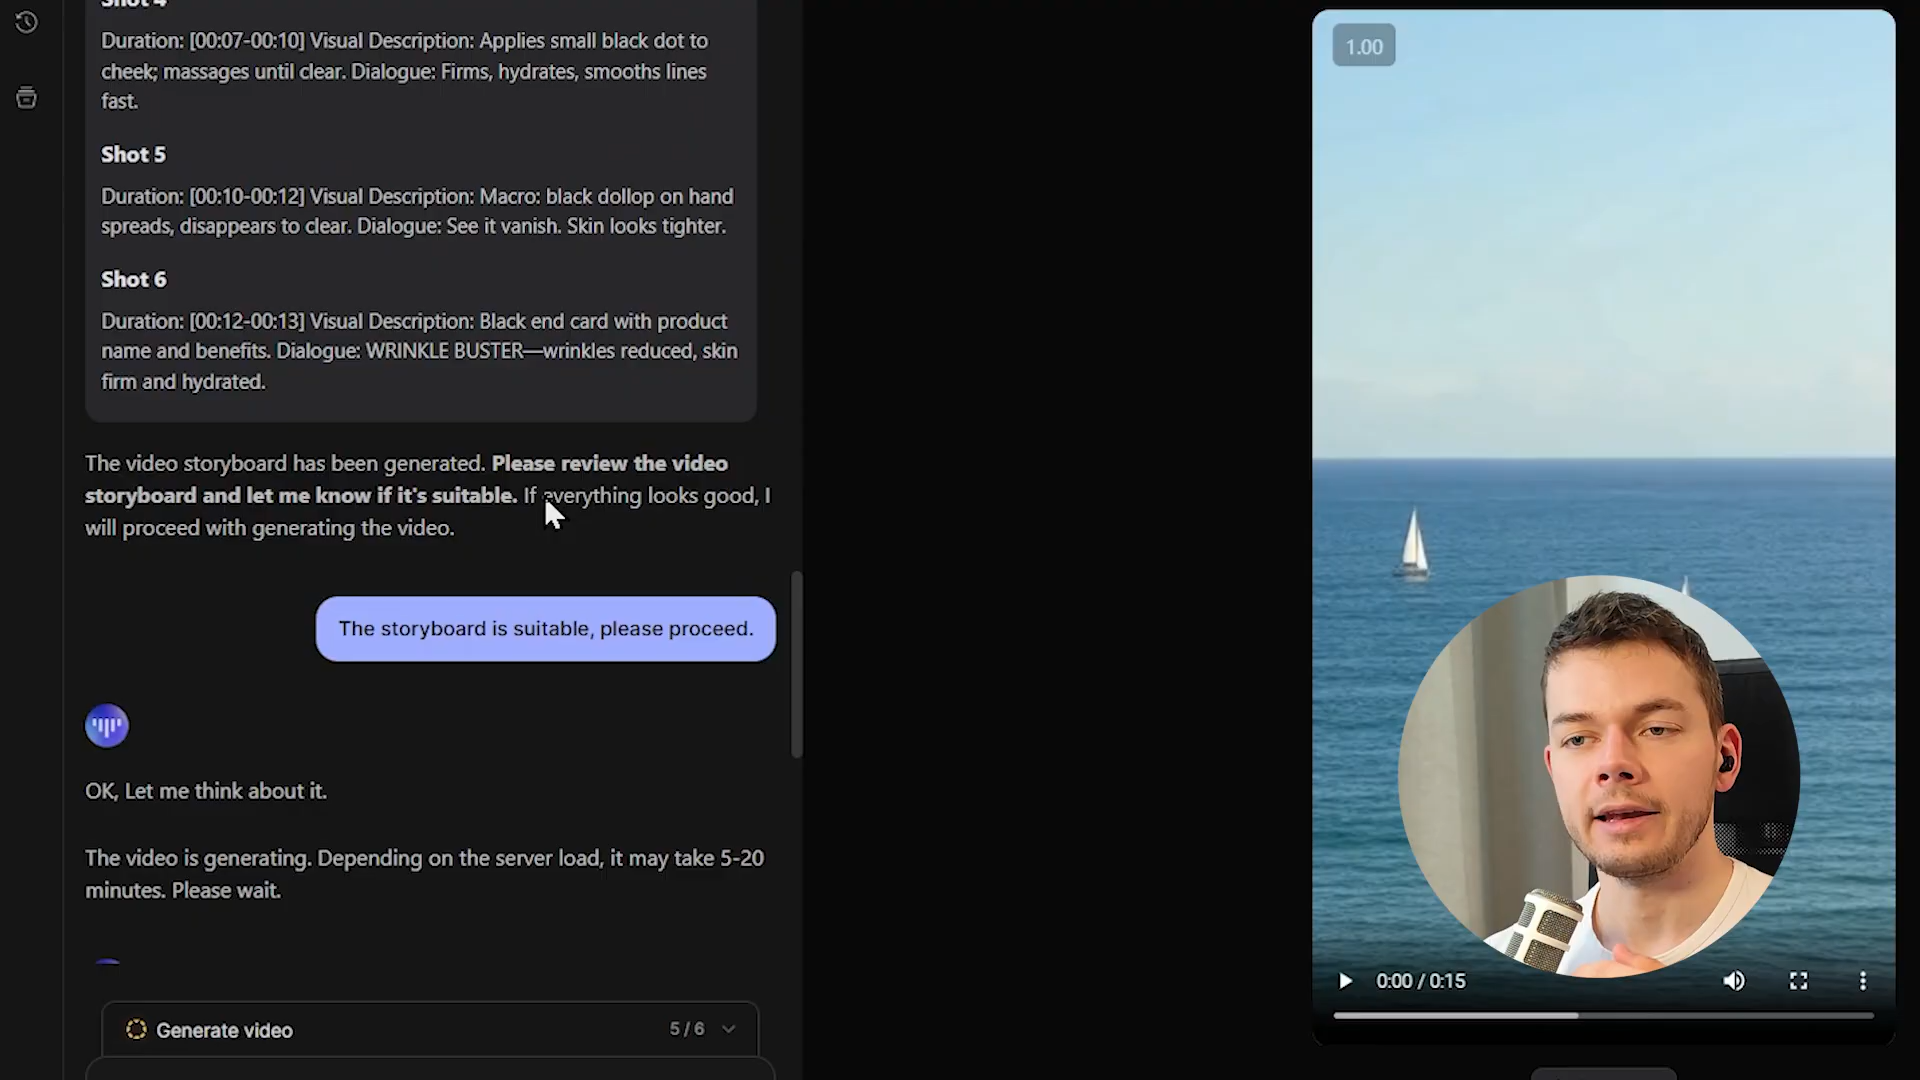 Shot 4
Duration: [00:07-00:10] Visual Description: Applies small black dot to
cheek; massages until clear. Dialogue: Firms, hydrates, smooths lines
fast.
Shot 5
Duration: [00:10-00:12] Visual Description: Macro: black dollop on hand
spreads, disappears to clear. Dialogue: See it vanish. Skin looks tighter.
Shot 6
Duration: [00:12-00:13] Visual Description: Black end card with product
name and benefits. Dialogue: WRINKLE BUSTER—wrinkles reduced, skin
firm and hydrated.
The video storyboard has been generated. Please review the video
storyboard and let me know if it's suitable. If everything looks good, I
will proceed with generating the video.
The storyboard is suitable, please proceed.
OK, Let me think about it.
The video is generating. Depending on the server load, it may take 5-20
minutes. Please wait.
Generate video 5 / 6
1.00
0:00 / 0:15